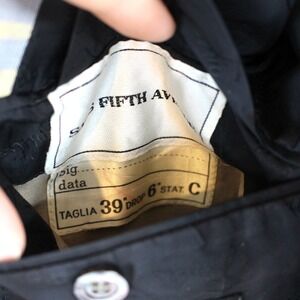 FIFTH AV
sig.
data
TAGLIA 39" DROP 6" STAT. C